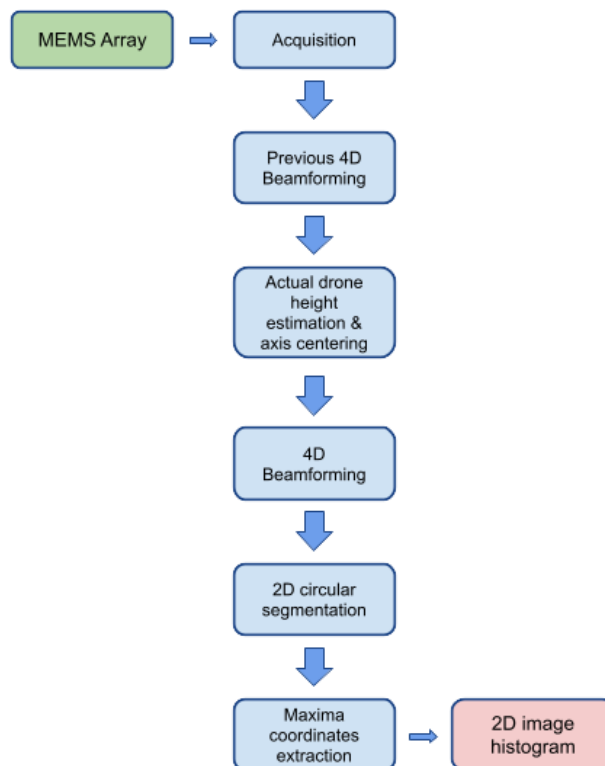 MEMS Array
Acquisition
Previous 4D
Beamforming
Actual drone
height
estimation &
axis centering
4D
Beamforming
2D circular
segmentation
Maxima
coordinates
extraction
2D image
histogram